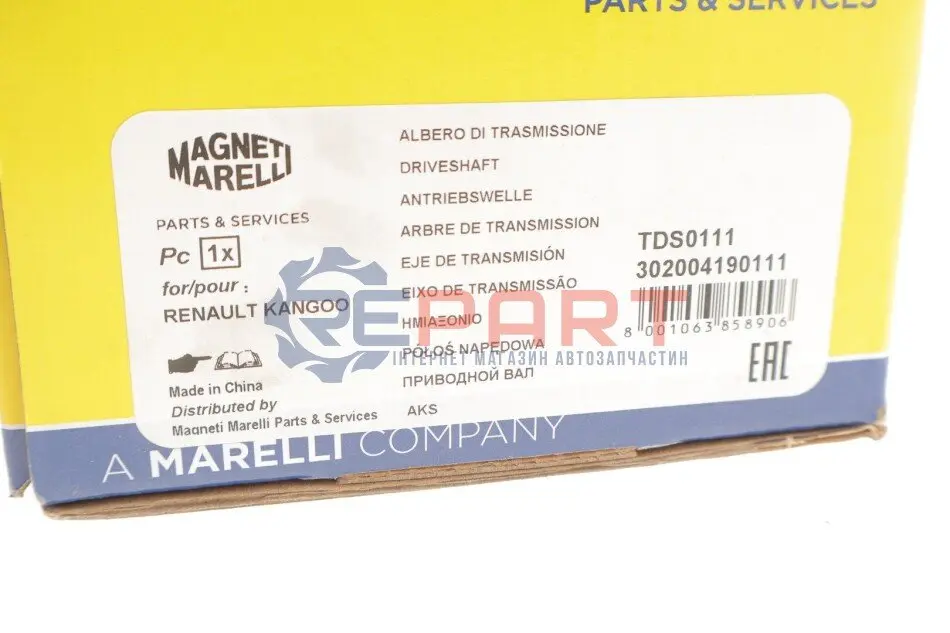 PARTS & SERVICES
MAGNETI
MARELLI
PARTS & SERVICES
Pc 1x
for/pour :
RENAULT KANGOO
Made in China
Distributed by
Magneti Marelli Parts & Services
ALBERO DI TRASMISSIONE
DRIVESHAFT
ANTRIEBSWELLE
ARBRE DE TRANSMISSION
EJE DE TRANSMISIÓN
EIXO DE TRANSMISSÃO
ΗΜΙΑΞΟΝΙΟ
PÓŁOŚ NAPĘDOWA
ПРИВОДНОЙ ВАЛ
AKS
TDS0111
302004190111
8 001063 858906
EAC
REPART
ІНТЕРНЕТ МАГАЗИН АВТОЗАПЧАСТИН
A MARELLI COMPANY